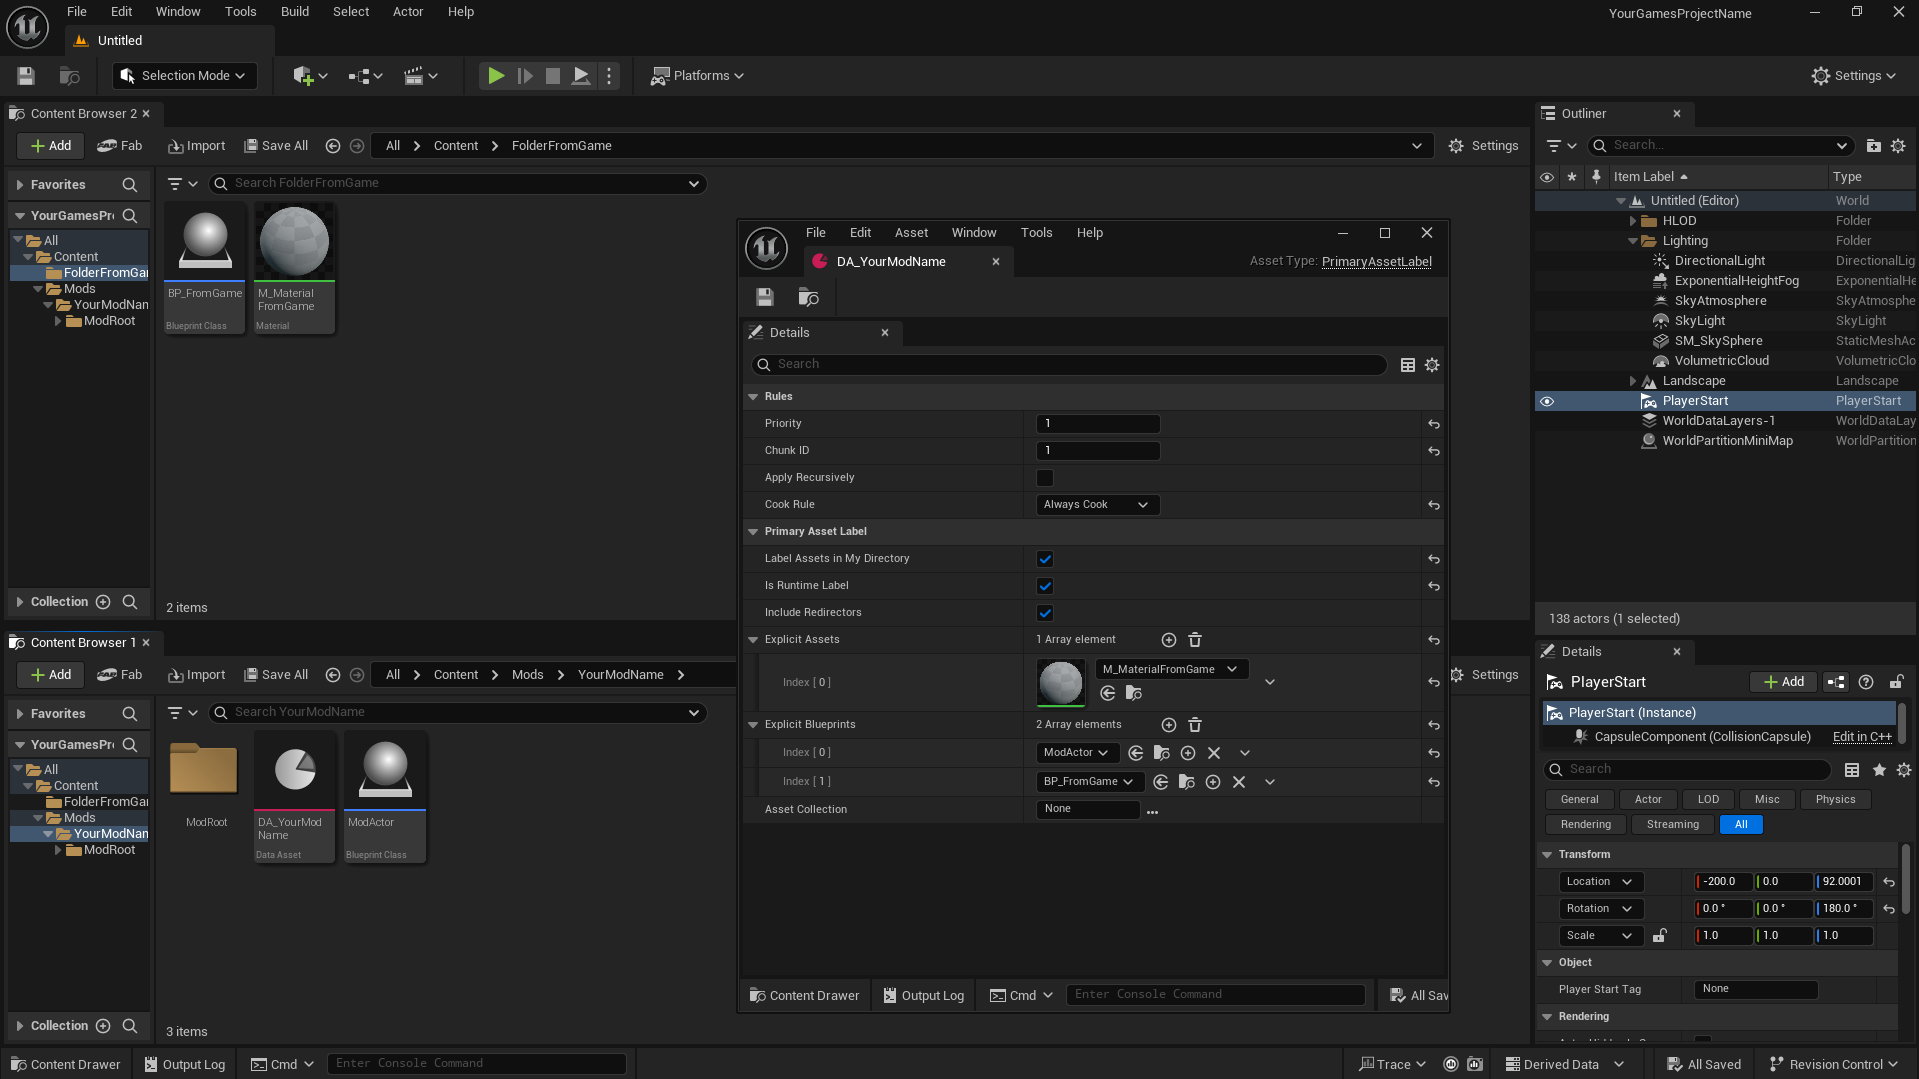 File Edit Window Tools Build Select Actor Help
YourGamesProjectName
Untitled
Selection Mode
Platforms
Settings
Content Browser 2
Add Fab Import Save All All Content FolderFromGame Settings
Favorites
Search FolderFromGame
YourGamesPr
All
Content
FolderFromGar
Mods
YourModNan
ModRoot
BP_FromGame
Blueprint Class
M_Material
FromGame
Material
Collection
2 items
Content Browser 1
Add Fab Import Save All All Content Mods YourModName Settings
Favorites
Search YourModName
YourGamesPr
All
Content
FolderFromGar
Mods
YourModNan
ModRoot
ModRoot
DA_YourMod
Name
Data Asset
ModActor
Blueprint Class
Collection
3 items
File Edit Asset Window Tools Help
DA_YourModName
Asset Type: PrimaryAssetLabel
Details
Search
Rules
Priority 1
Chunk ID 1
Apply Recursively
Cook Rule Always Cook
Primary Asset Label
Label Assets in My Directory
Is Runtime Label
Include Redirectors
Explicit Assets 1 Array element
Index [ 0 ] M_MaterialFromGame
Explicit Blueprints 2 Array elements
Index [ 0 ] ModActor
Index [ 1 ] BP_FromGame
Asset Collection None
Content Drawer Output Log Cmd Enter Console Command All Sav
Outliner
Search...
Item Label Type
Untitled (Editor) World
HLOD Folder
Lighting Folder
DirectionalLight DirectionalLig
ExponentialHeightFog ExponentialHe
SkyAtmosphere SkyAtmosphe
SkyLight SkyLight
SM_SkySphere StaticMeshAc
VolumetricCloud VolumetricClo
Landscape Landscape
PlayerStart PlayerStart
WorldDataLayers-1 WorldDataLay
WorldPartitionMiniMap WorldPartition
138 actors (1 selected)
Details
PlayerStart Add
PlayerStart (Instance)
CapsuleComponent (CollisionCapsule) Edit in C++
Search
General Actor LOD Misc Physics
Rendering Streaming All
Transform
Location -200.0 0.0 92.0001
Rotation 0.0 ° 0.0 ° 180.0 °
Scale 1.0 1.0 1.0
Object
Player Start Tag None
Rendering
Content Drawer Output Log Cmd Enter Console Command Trace Derived Data All Saved Revision Control